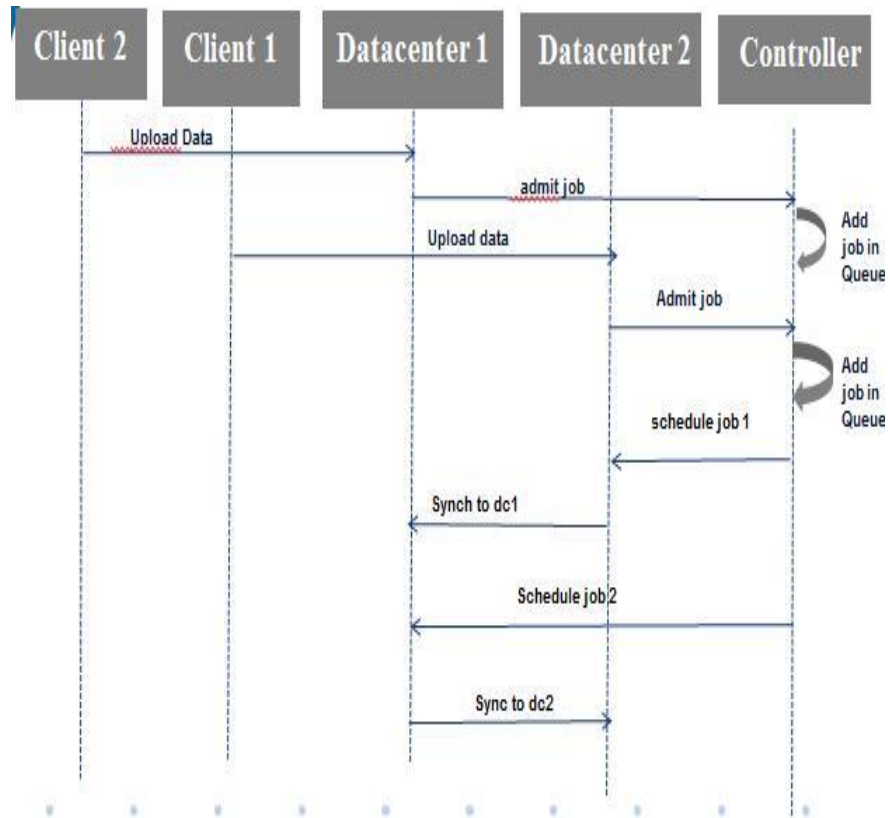 Client 2
Client 1
Datacenter 1
Datacenter 2
Controller
Upload Data
admit job
Add
job in
Queue
Upload data
Admit job
Add
job in
Queue
schedule job 1
Synch to dc1
Schedule job 2
Sync to dc2